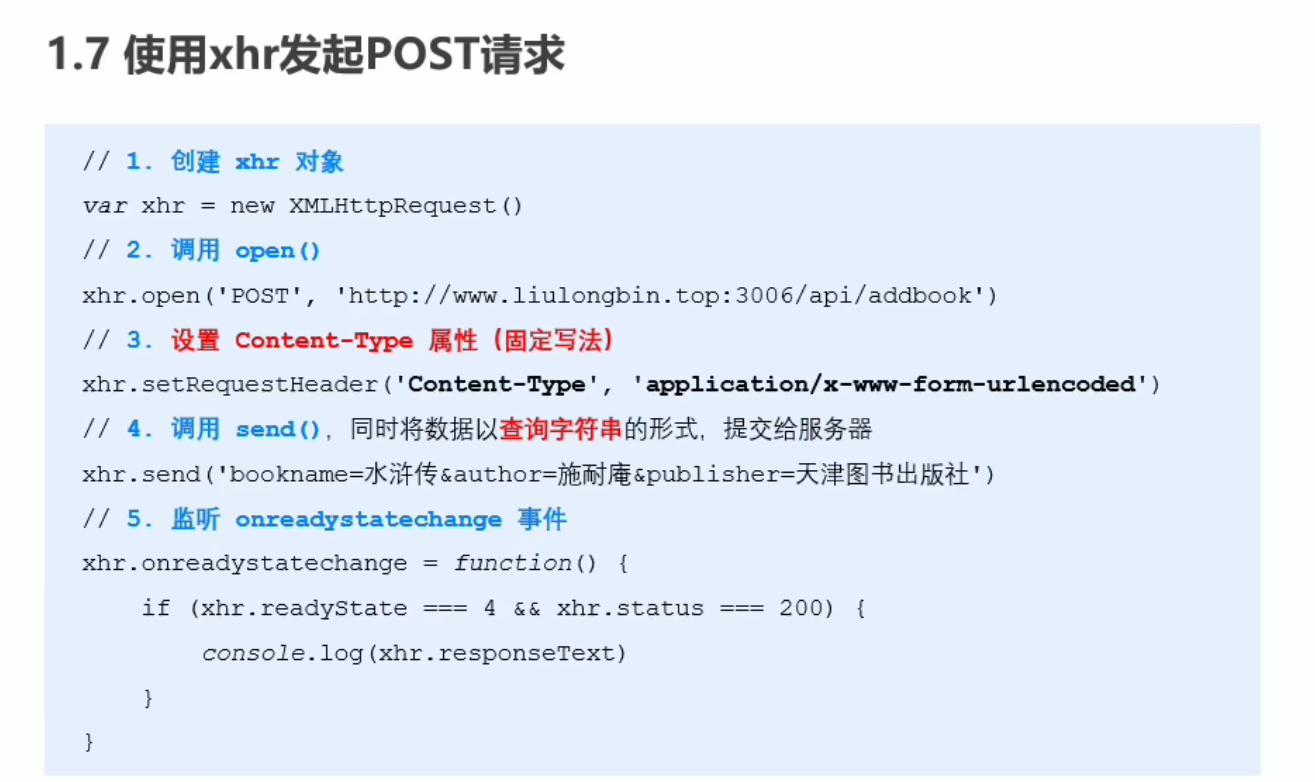 1.7 使用xhr发起POST请求
// 1. 创建 xhr 对象
var xhr = new XMLHttpRequest()
// 2. 调用 open()
xhr.open('POST', 'http://www.liulongbin.top:3006/api/addbook')
// 3. 设置 Content-Type 属性（固定写法）
xhr.setRequestHeader('Content-Type', 'application/x-www-form-urlencoded')
// 4. 调用 send()，同时将数据以查询字符串的形式，提交给服务器
xhr.send('bookname=水浒传&author=施耐庵&publisher=天津图书出版社')
// 5. 监听 onreadystatechange 事件
xhr.onreadystatechange = function() {
    if (xhr.readyState === 4 && xhr.status === 200) {
        console.log(xhr.responseText)
    }
}